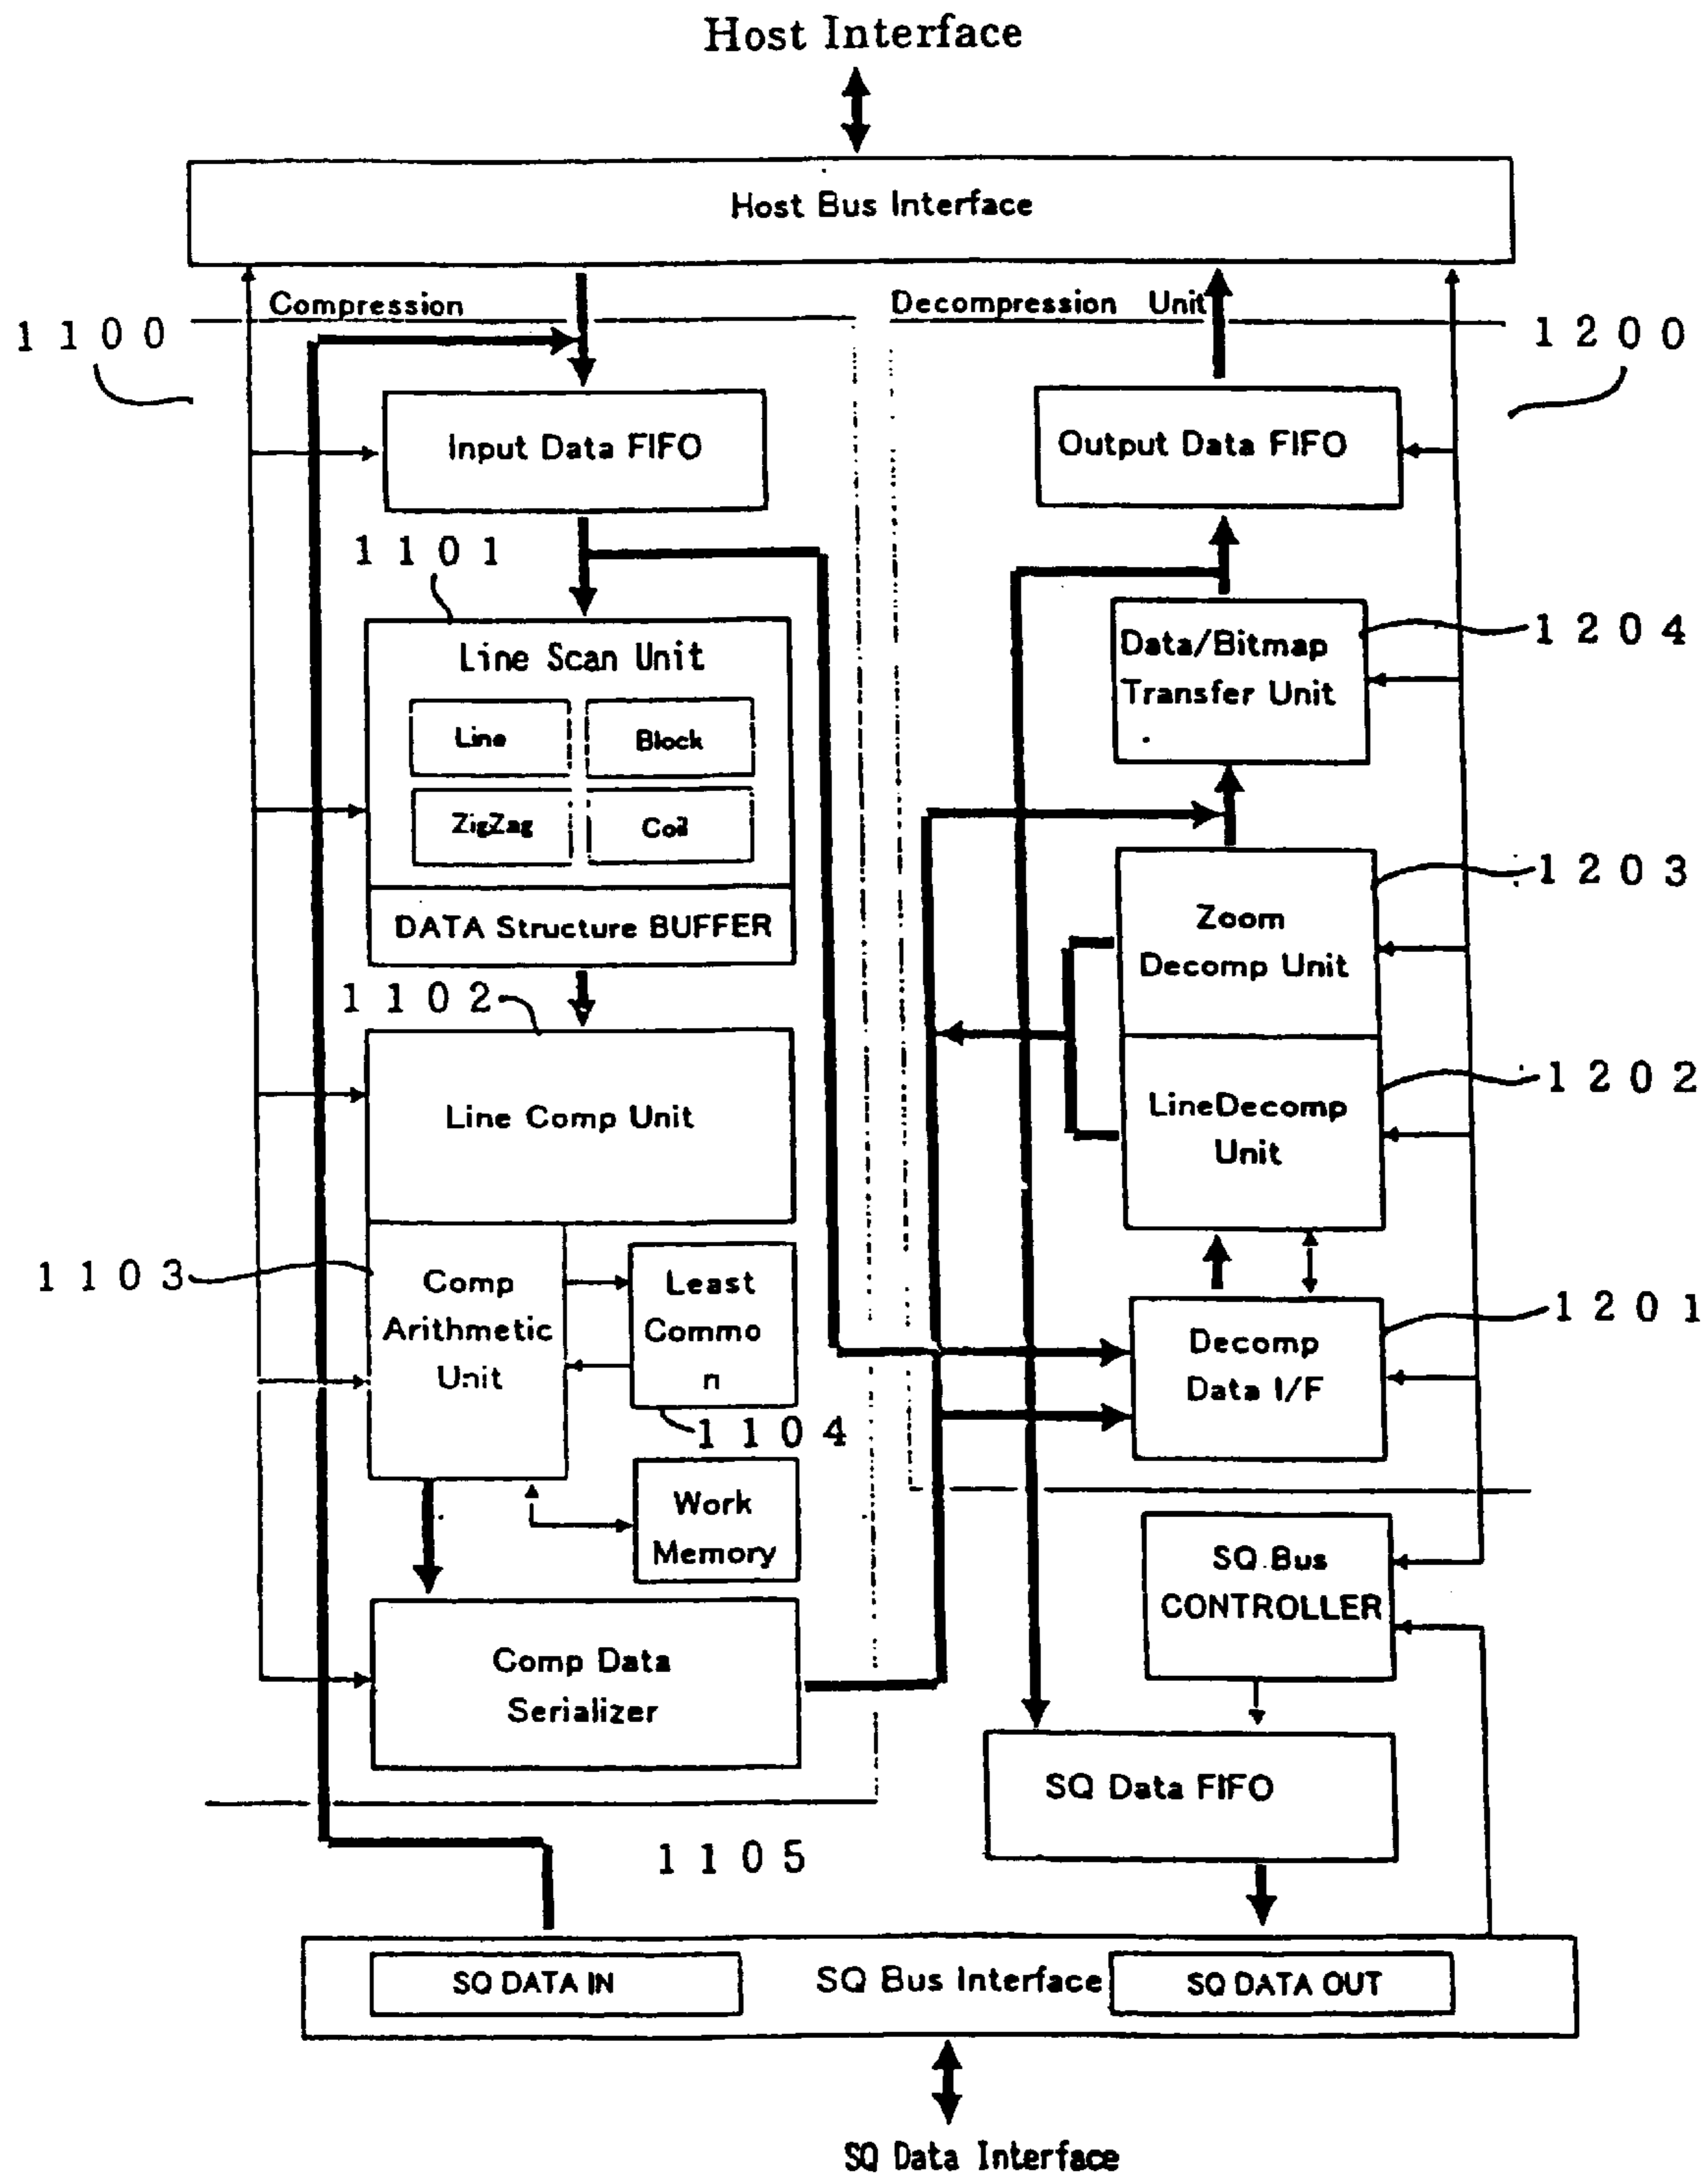 Host Interface
Host Bus Interface
Compression
Decompression Unit
1100
1200
Input Data FIFO
Output Data FIFO
1101
Line Scan Unit
Line
Block
ZigZag
Coil
DATA Structure BUFFER
Data/Bitmap
Transfer Unit
1204
1102
Line Comp Unit
Zoom
Decomp Unit
1203
LineDecomp
Unit
1202
1103
Comp
Arithmetic
Unit
Least
Commo
n
1104
Decomp
Data I/F
1201
Work
Memory
SQ Bus
CONTROLLER
Comp Data
Serializer
SQ Data FIFO
1105
SQ DATA IN
SQ Bus Interface
SQ DATA OUT
SQ Data Interface